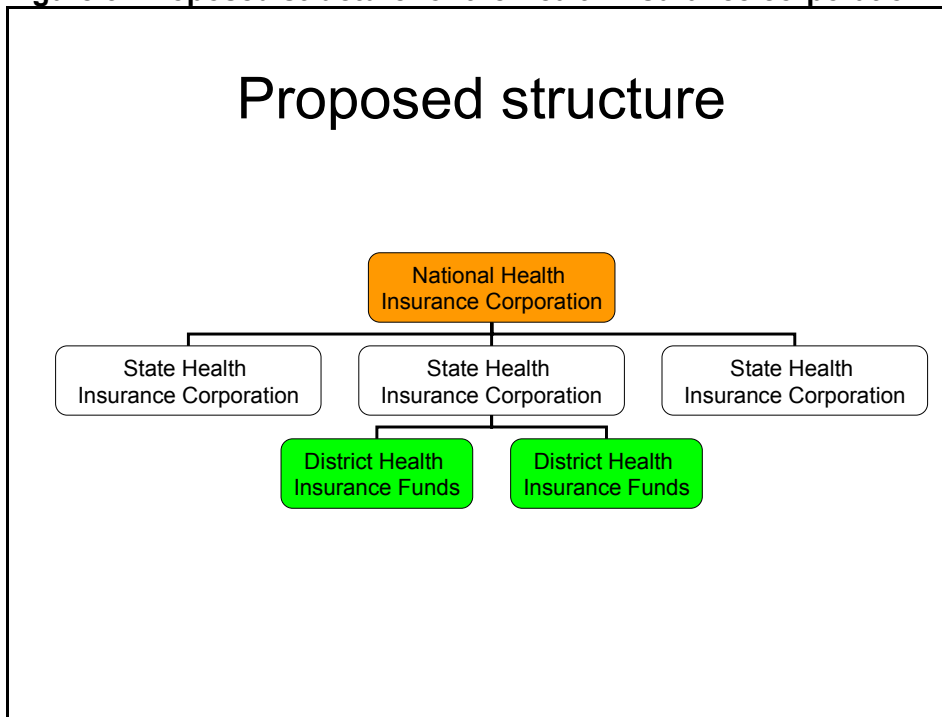 Proposed structure
National Health
Insurance Corporation
State Health
Insurance Corporation
State Health
Insurance Corporation
State Health
Insurance Corporation
District Health
Insurance Funds
District Health
Insurance Funds